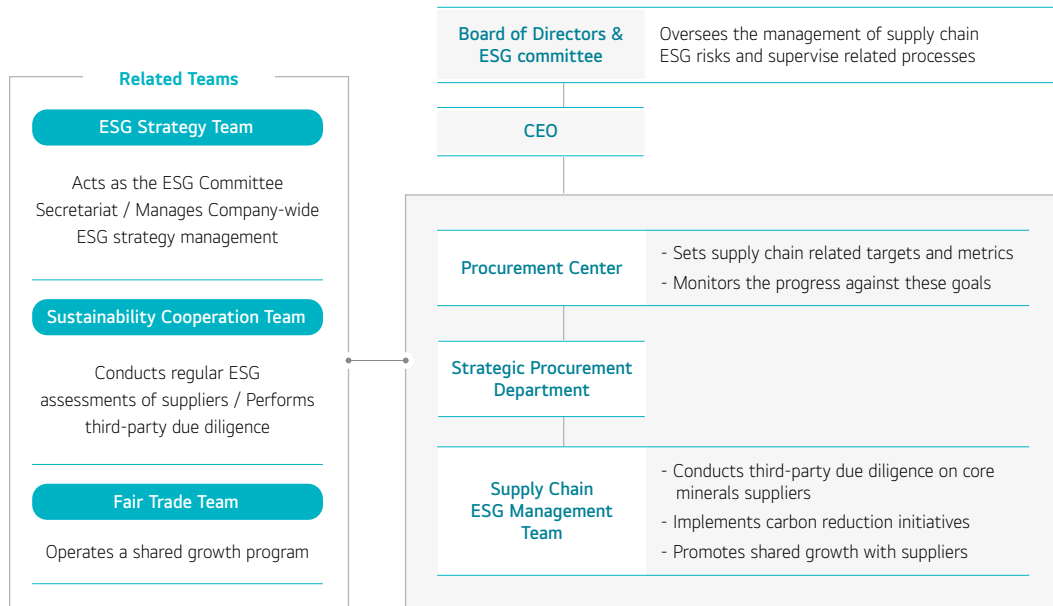 Related Teams
ESG Strategy Team
Acts as the ESG Committee
Secretariat / Manages Company-wide
ESG strategy management
Sustainability Cooperation Team
Conducts regular ESG
assessments of suppliers / Performs
third-party due diligence
Fair Trade Team
Operates a shared growth program
Board of Directors &
ESG committee
Oversees the management of supply chain
ESG risks and supervise related processes
CEO
Procurement Center
- Sets supply chain related targets and metrics
- Monitors the progress against these goals
Strategic Procurement
Department
Supply Chain
ESG Management
Team
- Conducts third-party due diligence on core
minerals suppliers
- Implements carbon reduction initiatives
- Promotes shared growth with suppliers